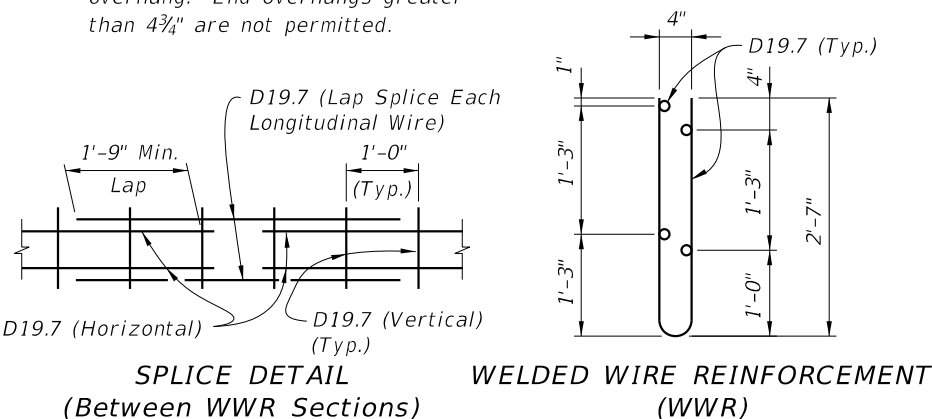 overhang. End overhangs greater
than 4¾" are not permitted.
D19.7 (Lap Splice Each
Longitudinal Wire)
1'-9" Min.
Lap
1'-0"
(Typ.)
D19.7 (Horizontal)
D19.7 (Vertical)
(Typ.)
SPLICE DETAIL
(Between WWR Sections)
4"
D19.7 (Typ.)
1"
4"
1'-3"
1'-3"
2'-7"
1'-3"
1'-0"
WELDED WIRE REINFORCEMENT
(WWR)